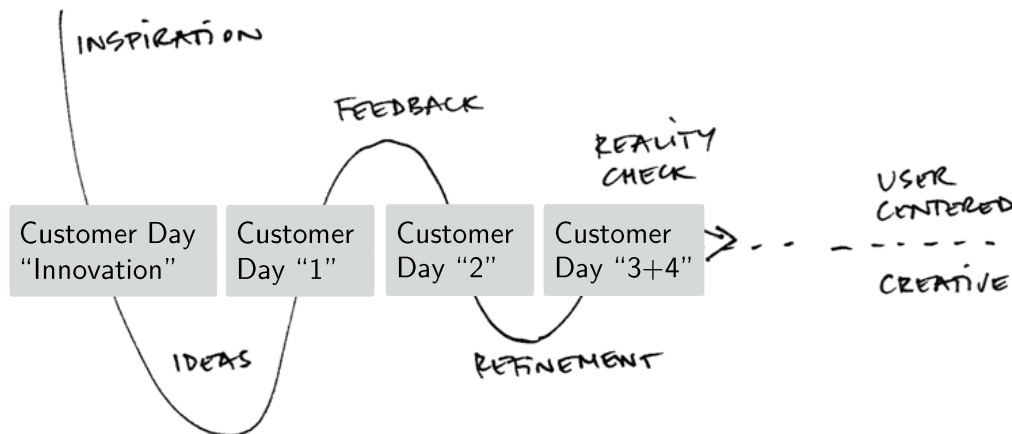 INSPIRATION
FEEDBACK
REALITY
CHECK
USER
CENTERED
Customer Day
“Innovation”
Customer
Day “1”
Customer
Day “2”
Customer
Day “3+4”
CREATIVE
IDEAS
REFINEMENT